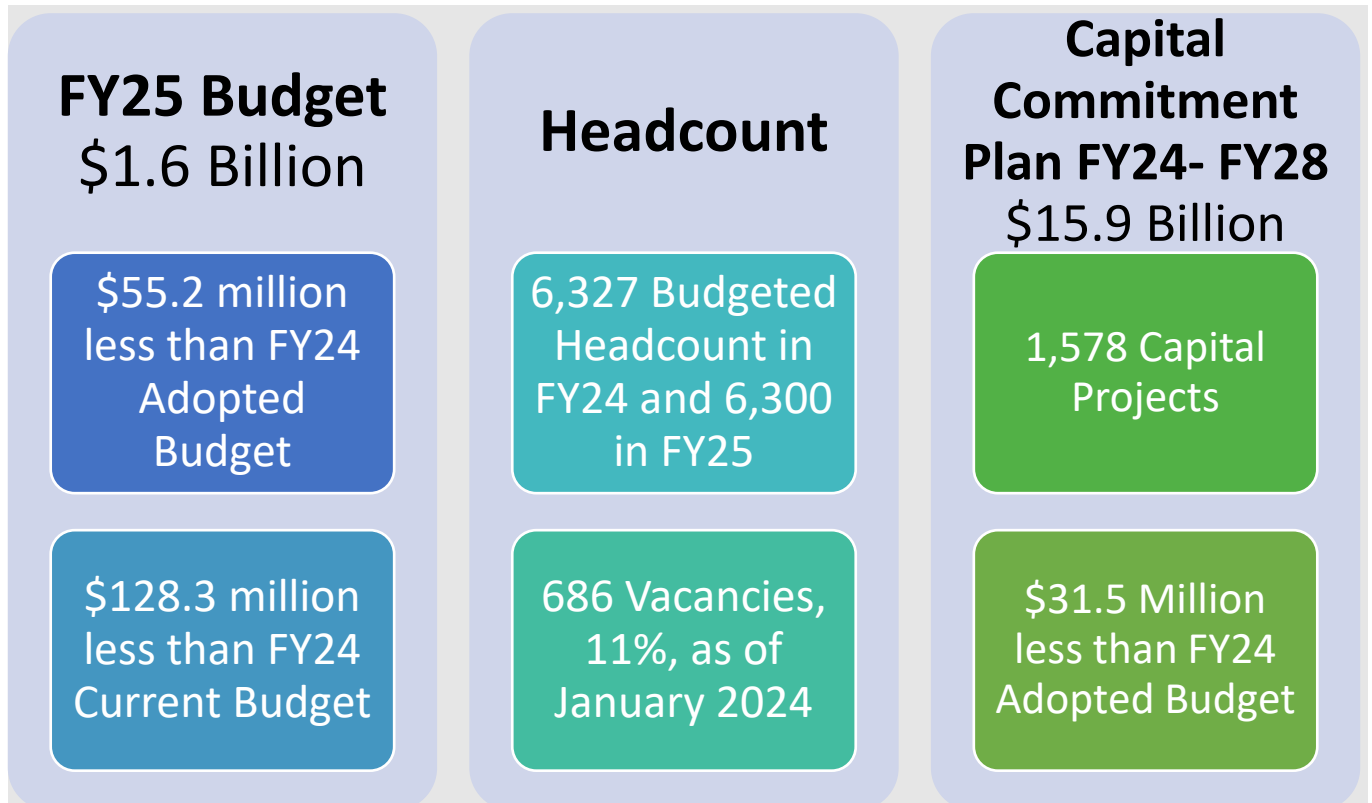 FY25 Budget
$1.6 Billion
$55.2 million
less than FY24
Adopted
Budget
$128.3 million
less than FY24
Current Budget
Headcount
6,327 Budgeted
Headcount in
FY24 and 6,300
in FY25
686 Vacancies,
11%, as of
January 2024
Capital
Commitment
Plan FY24- FY28
$15.9 Billion
1,578 Capital
Projects
$31.5 Million
less than FY24
Adopted Budget